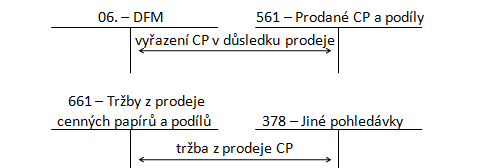 06. – DFM
561 – Prodané CP a podíly
vyřazení CP v důsledku prodeje
661 – Tržby z prodeje
cenných papírů a podílů
378 – Jiné pohledávky
tržba z prodeje CP